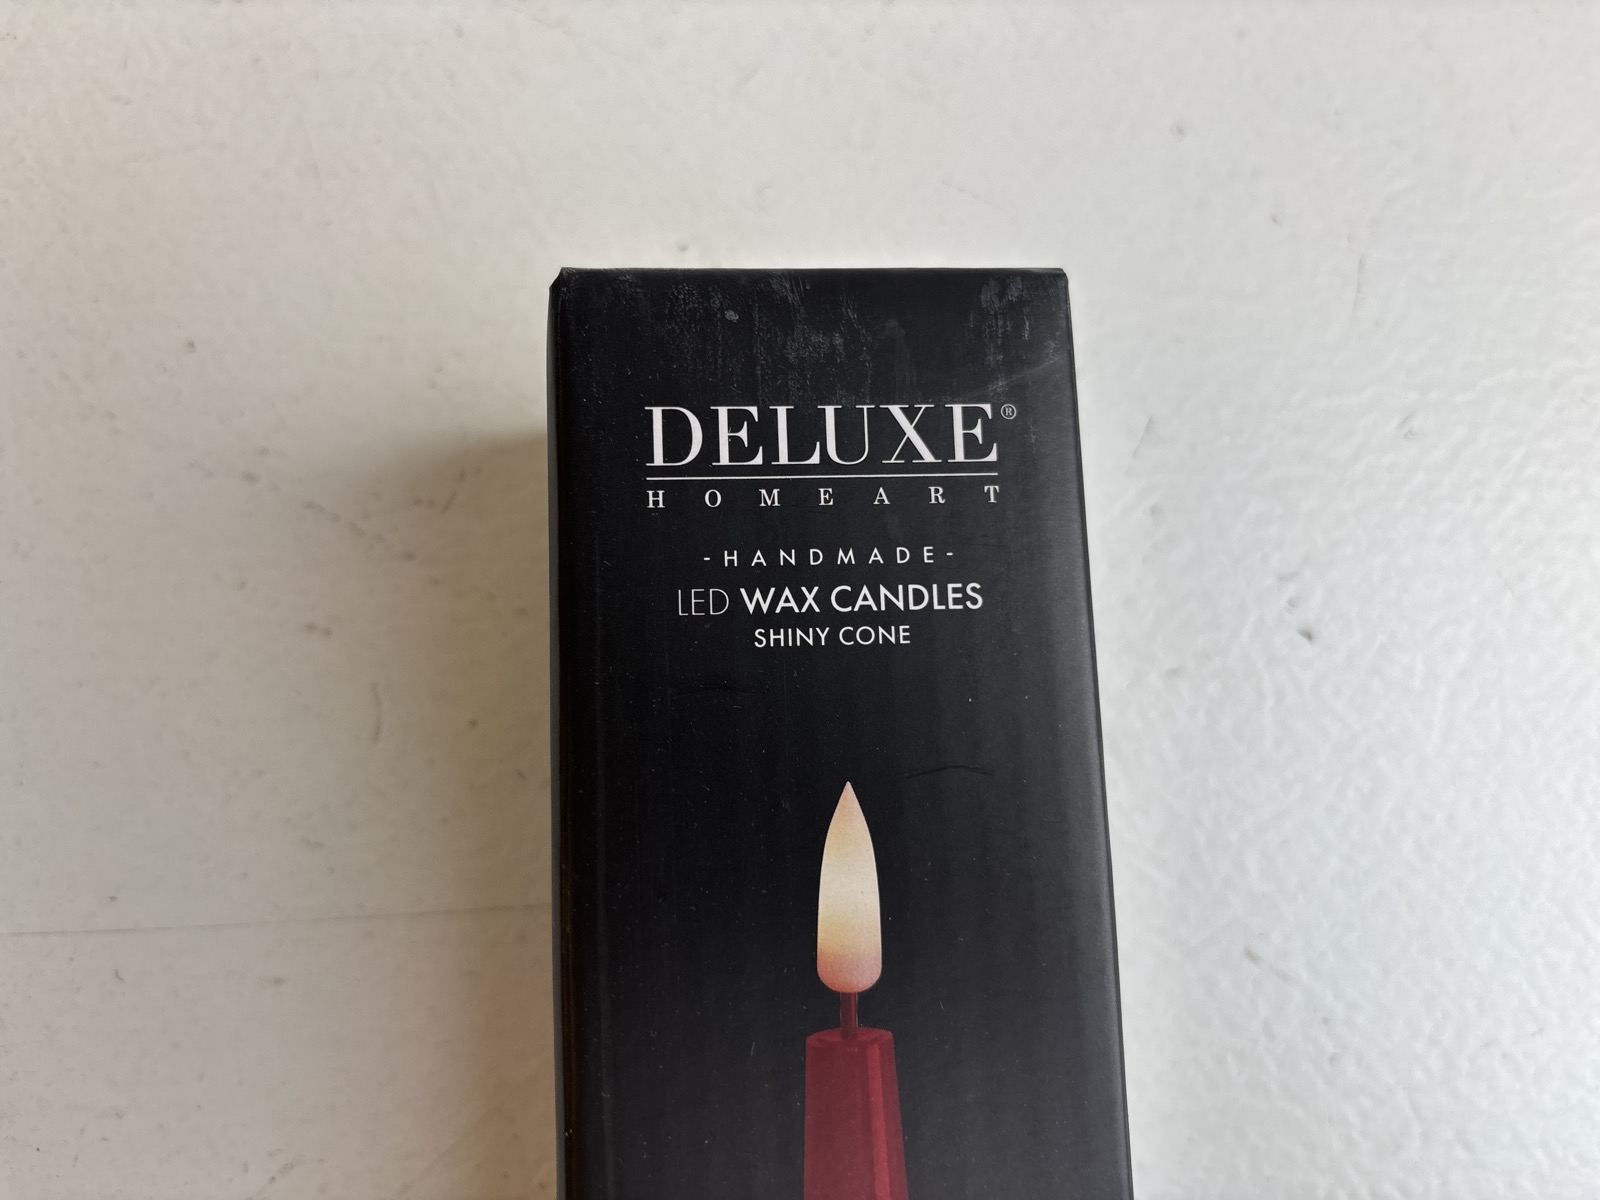 DELUXE®
HOMEART
-HANDMADE-
LED WAX CANDLES
SHINY CONE